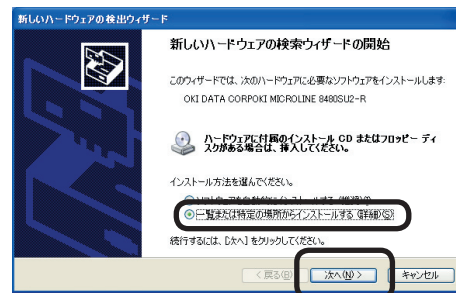 新しいハードウェアの検出ウィザード
新しいハードウェアの検索ウィザードの開始
このウィザードでは、次のハードウェアに必要なソフトウェアをインストールします:
OKI DATA CORPOKI MICROLINE 8480SU2-R
ハードウェアに付属のインストール CD またはフロッピー ディ
スクがある場合は、挿入してください。
インストール方法を選んでください。
一覧または特定の場所からインストールする (詳細)(S)
続行するには、[次へ] をクリックしてください。
< 戻る(B) 次へ(N) > キャンセル